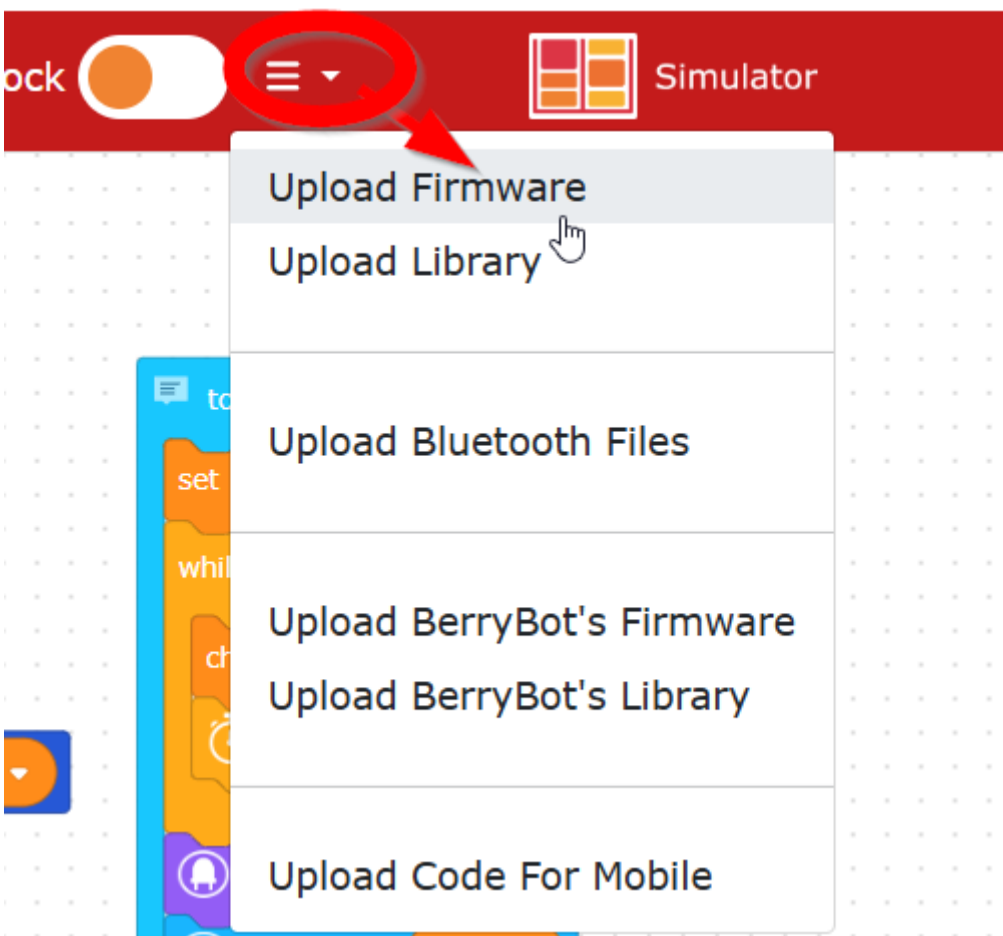 ock
Simulator
Upload Firmware
Upload Library
to
set
Upload Bluetooth Files
whil
Upload BerryBot's Firmware
ch
Upload BerryBot's Library
Upload Code For Mobile